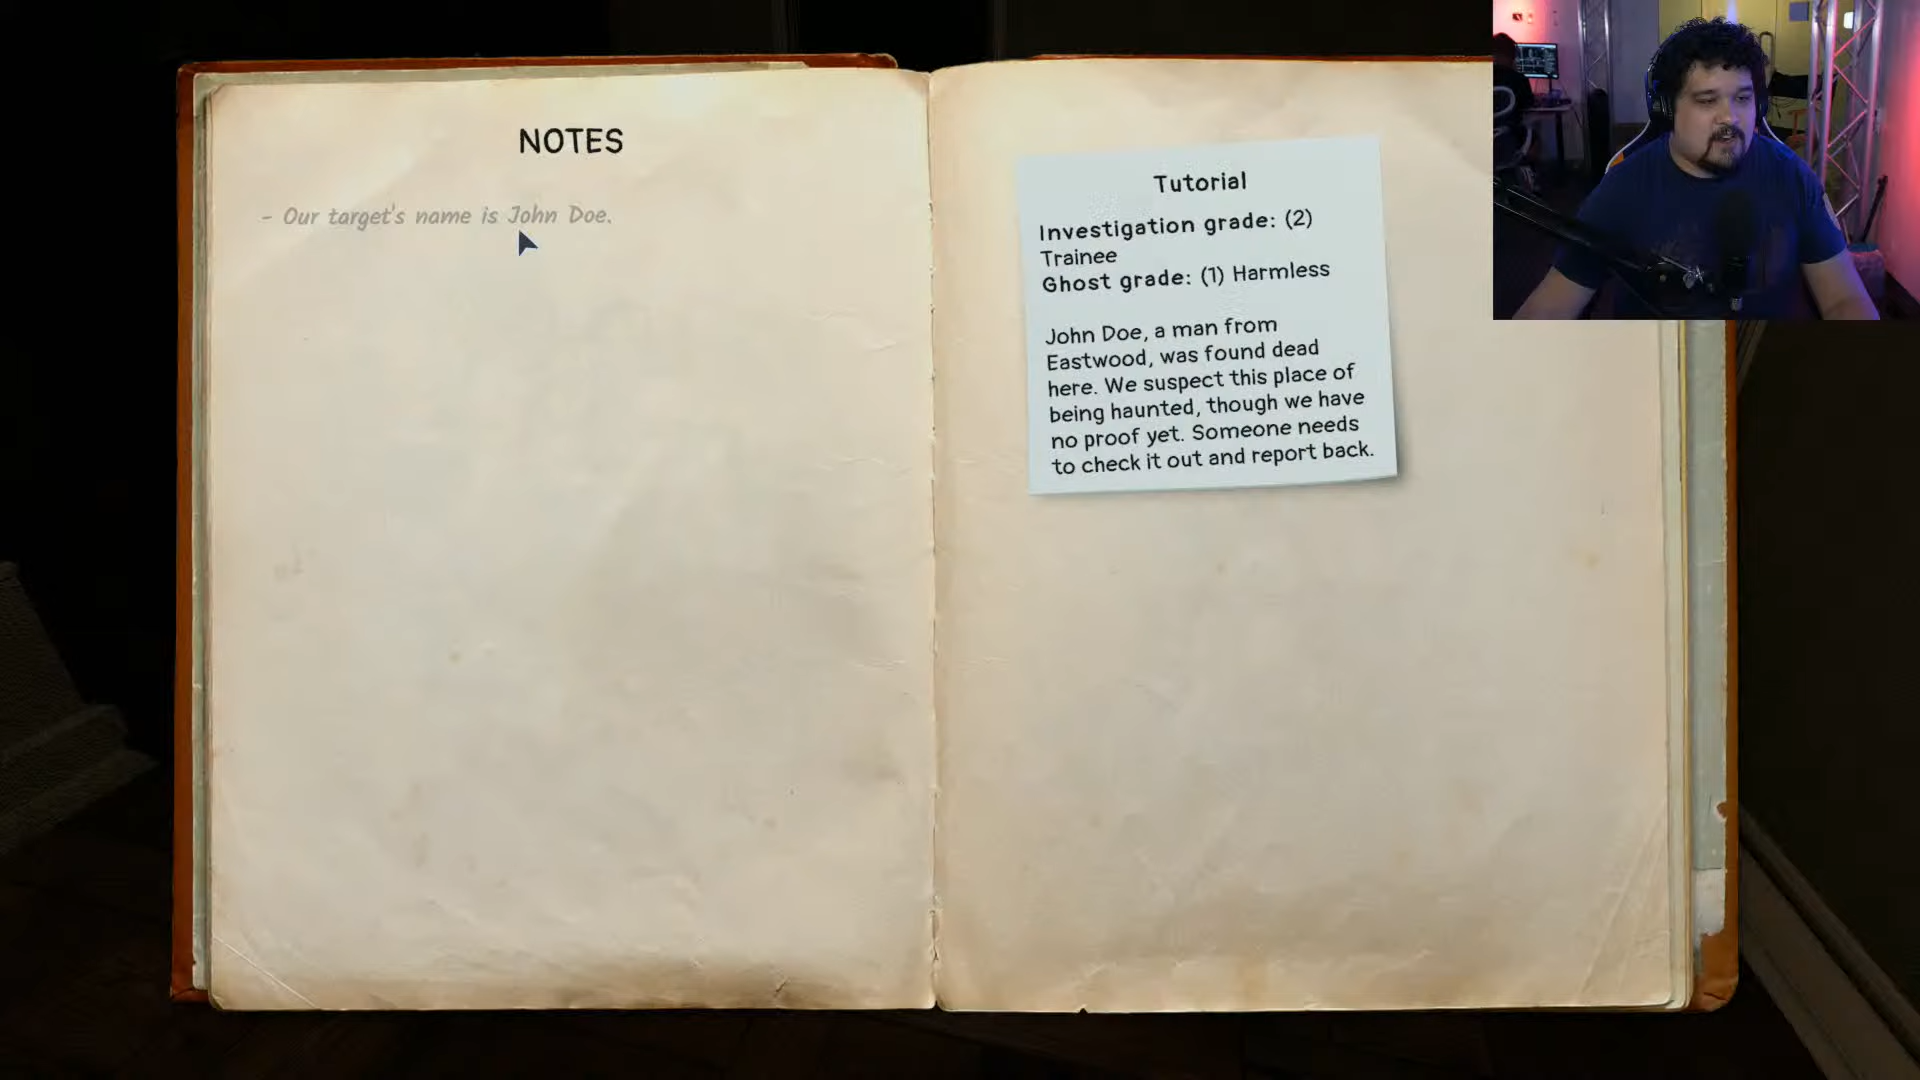 NOTES
- Our target's name is John Doe.
Tutorial
Investigation grade: (2)
Trainee
Ghost grade: (1) Harmless
John Doe, a man from
Eastwood, was found dead
here. We suspect this place of
being haunted, though we have
no proof yet. Someone needs
to check it out and report back.